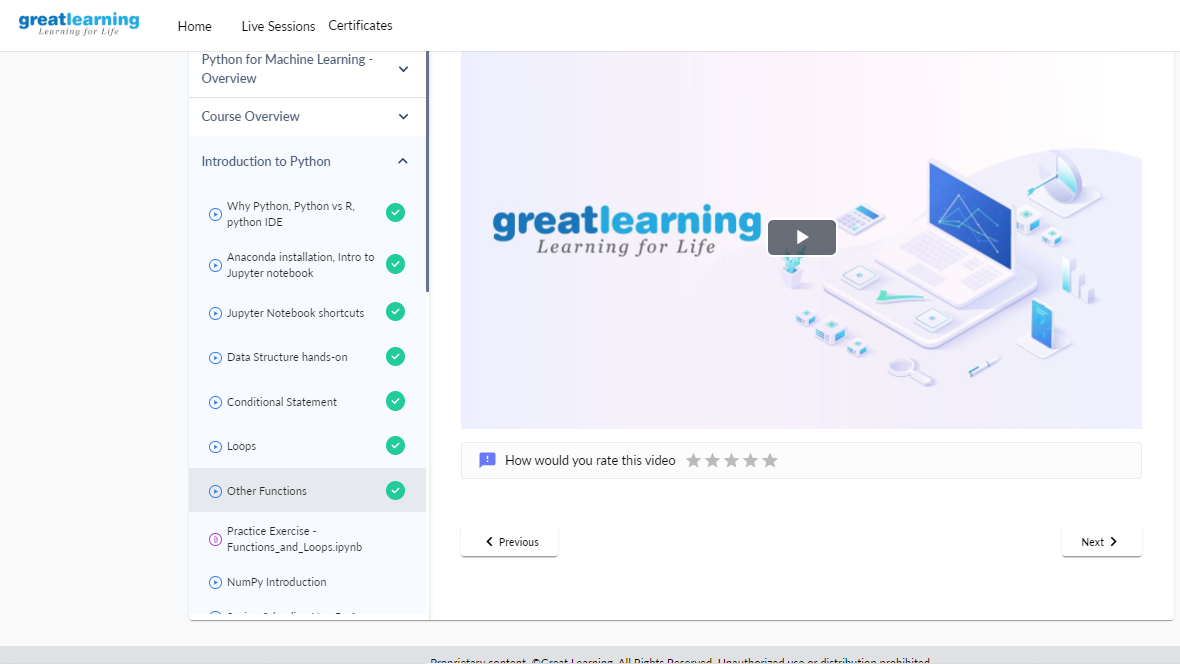 greatlearning
Learning for Life
Home
Live Sessions
Certificates
Python for Machine Learning -
Overview
Course Overview
Introduction to Python
Why Python, Python vs R,
python IDE
Anaconda installation, Intro to
Jupyter notebook
Jupyter Notebook shortcuts
Data Structure hands-on
Conditional Statement
Loops
Other Functions
Practice Exercise -
Functions_and_Loops.ipynb
NumPy Introduction
greatlearning
Learning for Life
How would you rate this video
Previous
Next
Proprietary content. ©Great Learning. All Rights Reserved. Unauthorized use or distribution prohibited